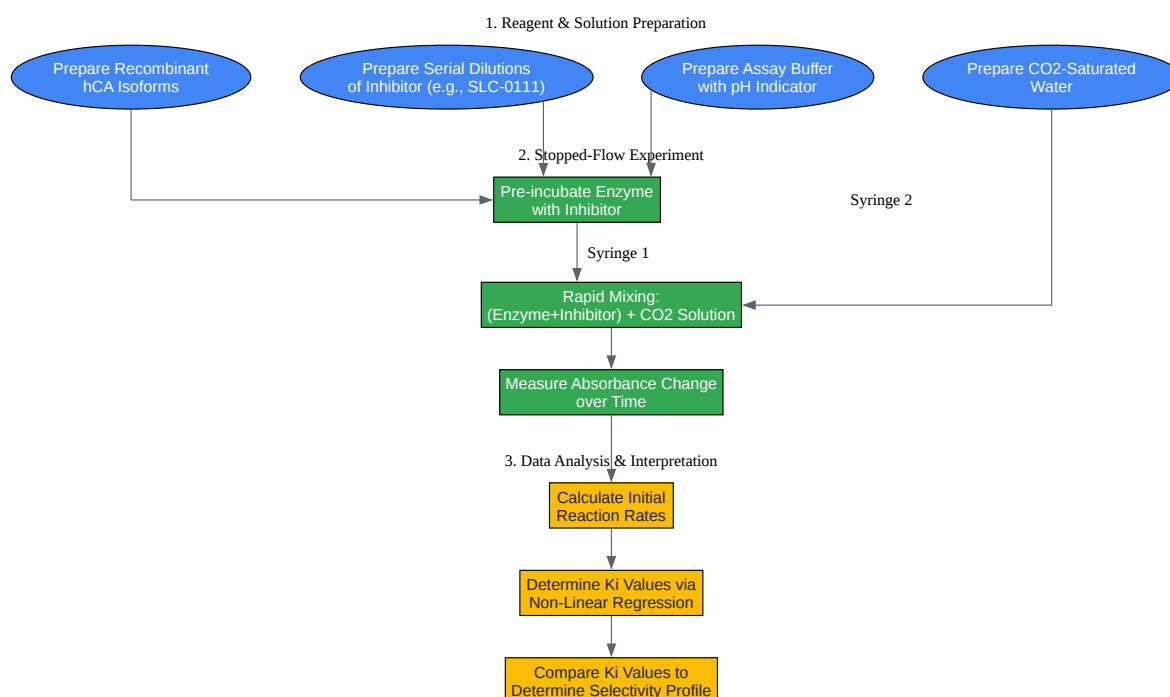 1. Reagent & Solution Preparation
Prepare Recombinant
hCA Isoforms
Prepare Serial Dilutions
of Inhibitor (e.g., SLC-0111)
Prepare Assay Buffer
with pH Indicator
Prepare CO2-Saturated
Water
2. Stopped-Flow Experiment
Pre-incubate Enzyme
with Inhibitor
Syringe 2
Syringe 1
Rapid Mixing:
(Enzyme+Inhibitor) + CO2 Solution
Measure Absorbance Change
over Time
3. Data Analysis & Interpretation
Calculate Initial
Reaction Rates
Determine Ki Values via
Non-Linear Regression
Compare Ki Values to
Determine Selectivity Profile